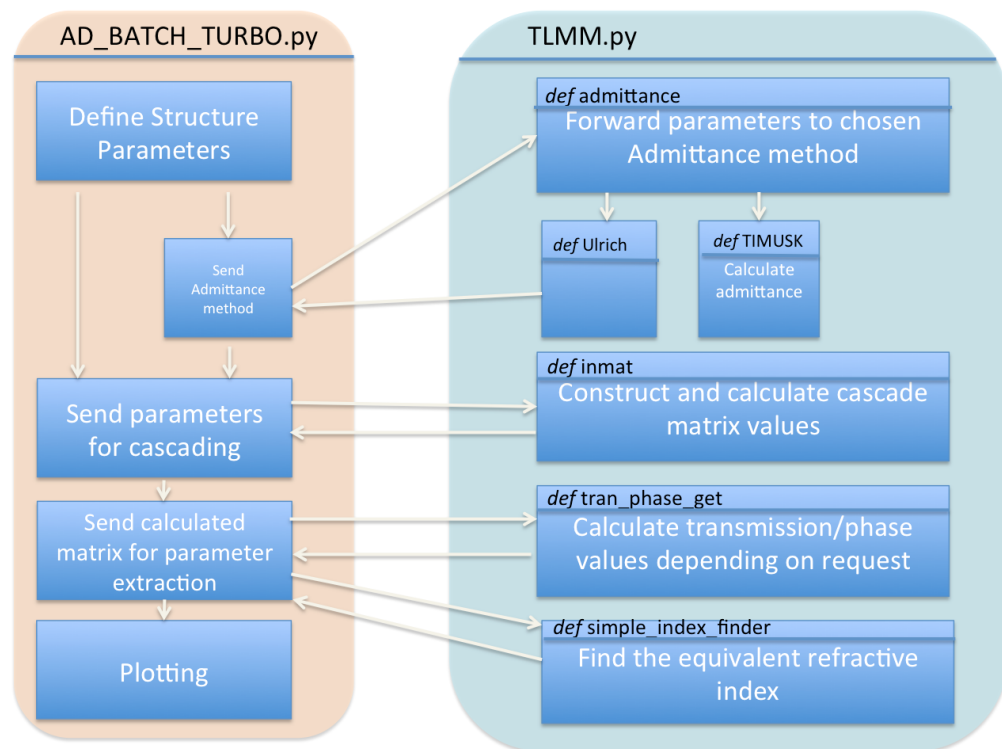 AD_BATCH_TURBO.py
Define Structure
Parameters
Send
Admittance
method
Send parameters
for cascading
Send calculated
matrix for parameter
extraction
Plotting
TLMM.py
def admittance
Forward parameters to chosen
Admittance method
def Ulrich
def TIMUSK
Calculate
admittance
def inmat
Construct and calculate cascade
matrix values
def tran_phase_get
Calculate transmission/phase
values depending on request
def simple_index_finder
Find the equivalent refractive
index